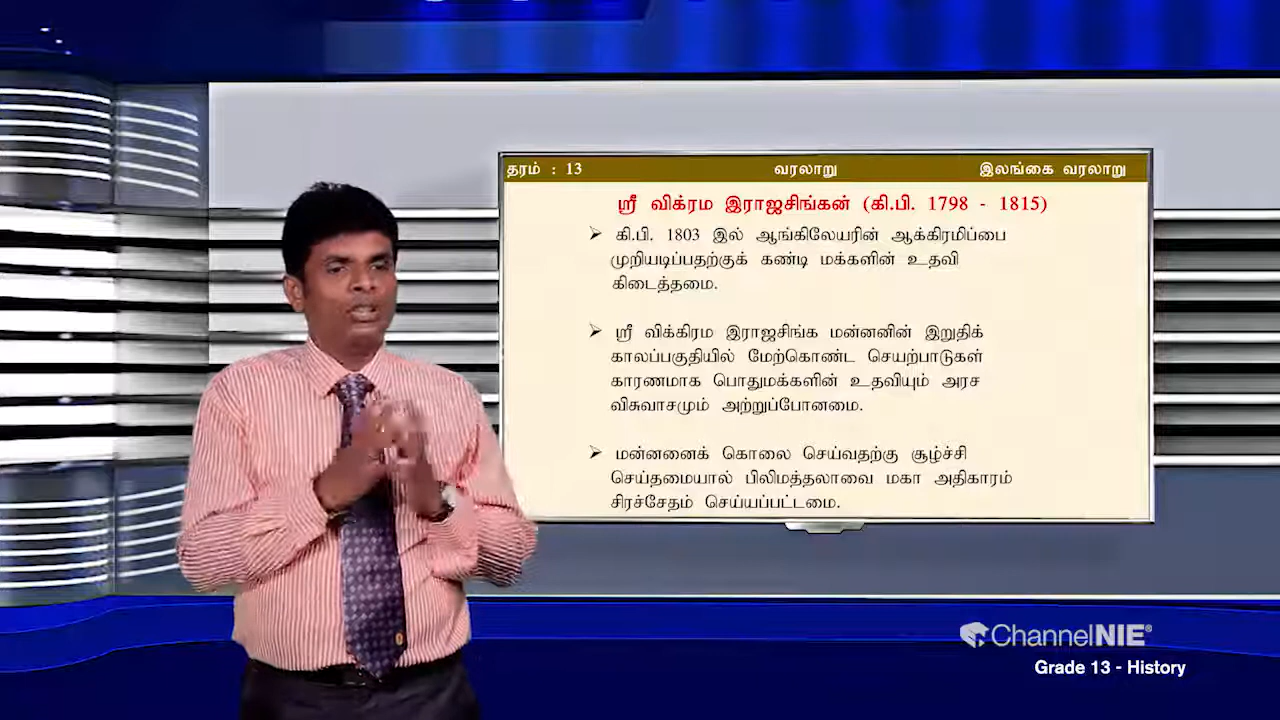 தரம் : 13 வரலாறு இலங்கை வரலாறு
ஸ்ரீ விக்ரம இராஜசிங்கன் (கி.பி. 1798 - 1815)
➢ கி.பி. 1803 இல் ஆங்கிலேயரின் ஆக்கிரமிப்பை
முறியடிப்பதற்குக் கண்டி மக்களின் உதவி
கிடைத்தமை.
➢ ஸ்ரீ விக்கிரம இராஜசிங்க மன்னனின் இறுதிக்
காலப்பகுதியில் மேற்கொண்ட செயற்பாடுகள்
காரணமாக பொதுமக்களின் உதவியும் அரச
விசுவாசமும் அற்றுப்போனமை.
➢ மன்னனைக் கொலை செய்வதற்கு சூழ்ச்சி
செய்தமையால் பிலிமத்தலாவை மகா அதிகாரம்
சிரச்சேதம் செய்யப்பட்டமை.
ChannelNIE®
Grade 13 - History